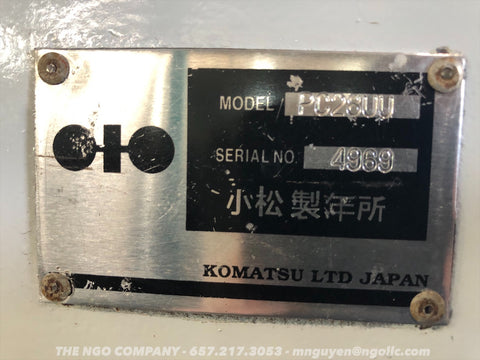 MODEL PC28UU
SERIAL NO. 4969
小松製年所
KOMATSU LTD JAPAN
THE NGO COMPANY - 657.217.3053 - mnguyen@ngollc.com